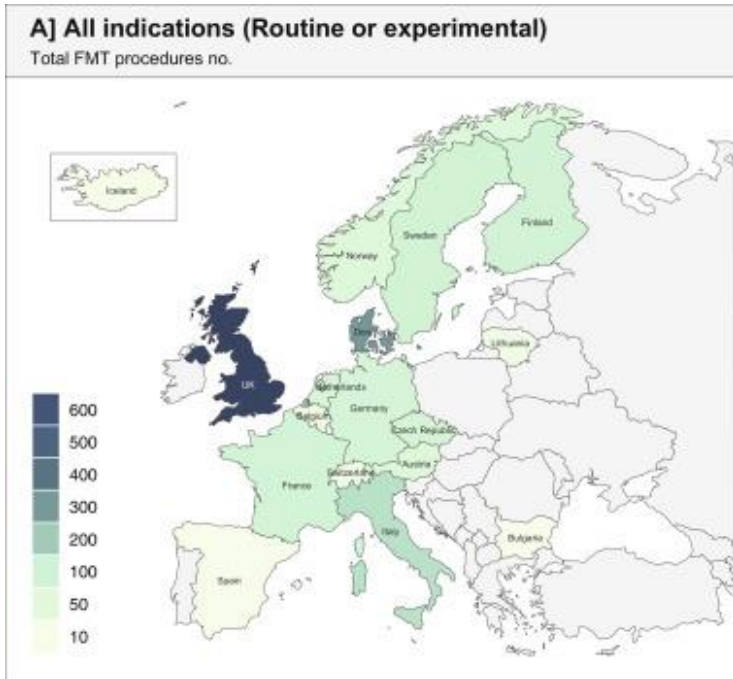 A] All indications (Routine or experimental)
Total FMT procedures no.
Iceland
Finland
Sweden
Norway
Lithuania
UK
Netherlands
Belgium
Germany
Czech Republic
Austria
Switzerland
France
Italy
Bulgaria
Spain
600
500
400
300
200
100
50
10